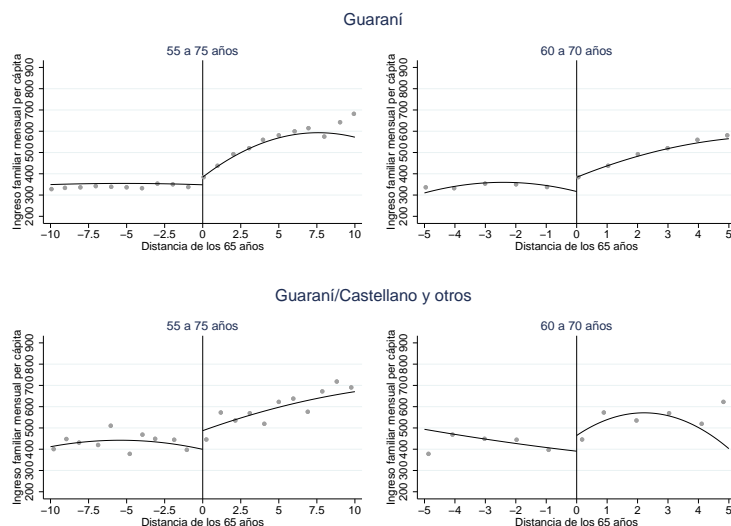 Guaraní
55 a 75 años
60 a 70 años
Ingreso familiar mensual per cápita
200 300 400 500 600 700 800 900
−10 −7.5 −5 −2.5 0 2.5 5 7.5 10
Distancia de los 65 años
Ingreso familiar mensual per cápita
200 300 400 500 600 700 800 900
−5 −4 −3 −2 −1 0 1 2 3 4 5
Distancia de los 65 años
Guaraní/Castellano y otros
55 a 75 años
60 a 70 años
Ingreso familiar mensual per cápita
200 300 400 500 600 700 800 900
−10 −7.5 −5 −2.5 0 2.5 5 7.5 10
Distancia de los 65 años
Ingreso familiar mensual per cápita
200 300 400 500 600 700 800 900
−5 −4 −3 −2 −1 0 1 2 3 4 5
Distancia de los 65 años